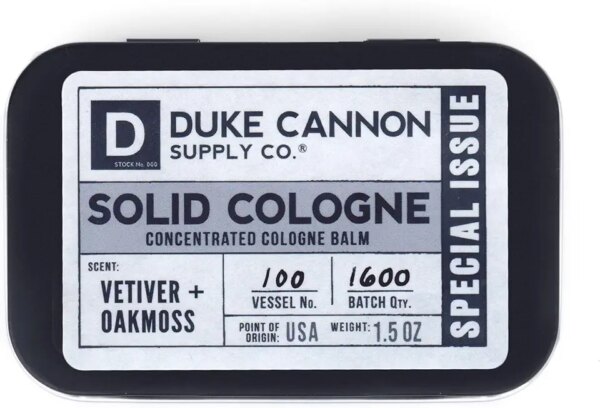 D
STOCK No. 000
DUKE CANNON
SUPPLY CO.®
SOLID COLOGNE
CONCENTRATED COLOGNE BALM
SCENT:
VETIVER +
OAKMOSS
100
VESSEL No.
1600
BATCH QTY.
POINT OF
ORIGIN: USA
WEIGHT: 1.5 OZ
SPECIAL ISSUE